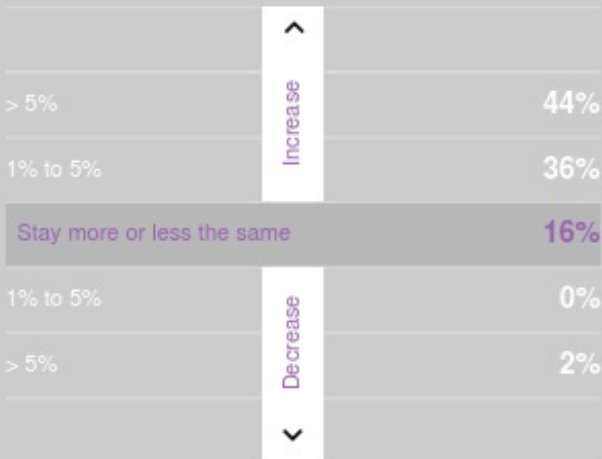 > 5% 44%
Increase
1% to 5% 36%
Stay more or less the same 16%
1% to 5% 0%
Decrease
> 5% 2%